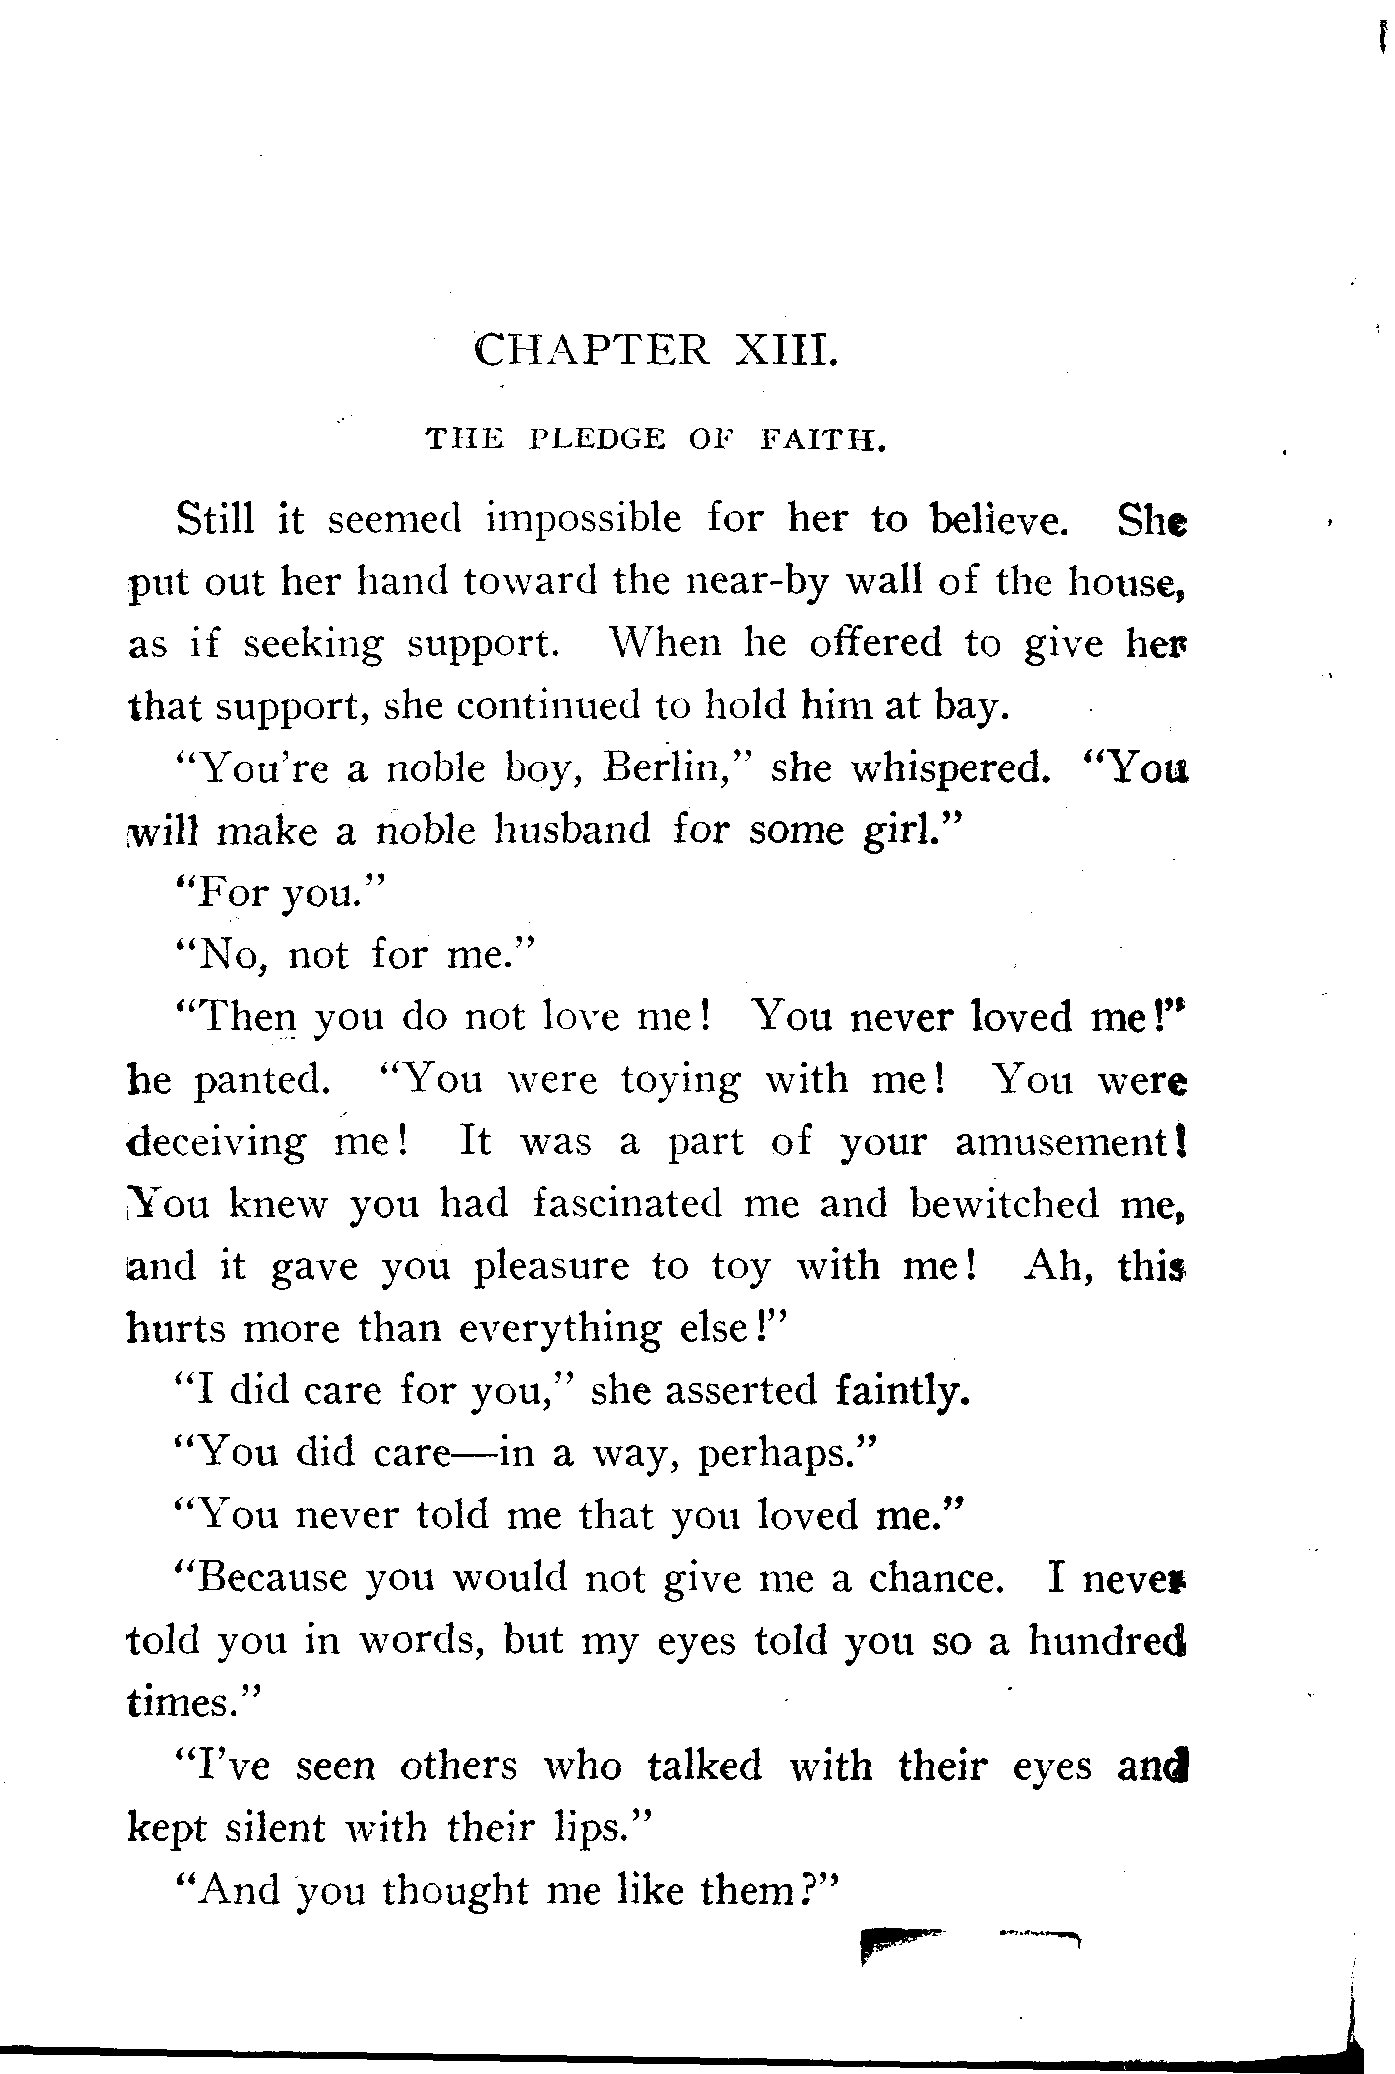 CHAPTER XIII.
THE PLEDGE OF FAITH.
Still it seemed impossible for her to believe. She
put out her hand toward the near-by wall of the house,
as if seeking support. When he offered to give her
that support, she continued to hold him at bay.
“You’re a noble boy, Berlin,” she whispered. “You
will make a noble husband for some girl.”
“For you.”
“No, not for me.”
“Then you do not love me! You never loved me!”
he panted. “You were toying with me! You were
deceiving me! It was a part of your amusement!
You knew you had fascinated me and bewitched me,
and it gave you pleasure to toy with me! Ah, this
hurts more than everything else!”
“I did care for you,” she asserted faintly.
“You did care—in a way, perhaps.”
“You never told me that you loved me.”
“Because you would not give me a chance. I never
told you in words, but my eyes told you so a hundred
times.”
“I’ve seen others who talked with their eyes and
kept silent with their lips.”
“And you thought me like them?”